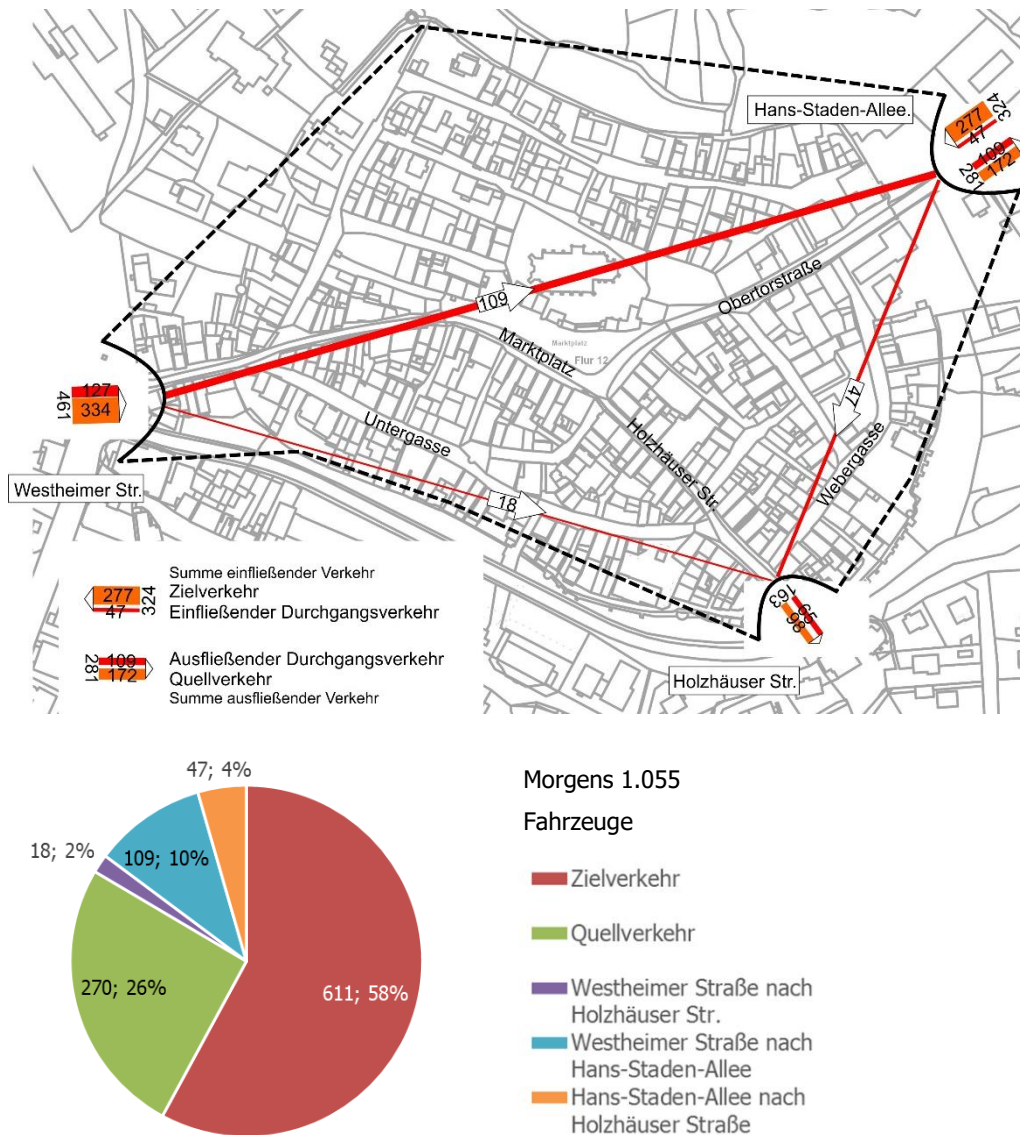 Hans-Staden-Allee.
277
47
324
109
172
281
Obertorstraße
109
Marktplatz
Marktplatz
Flur 12
47
127
334
461
Untergasse
Holzhäuser Str.
Webergasse
Westheimer Str.
18
163
65
98
Holzhäuser Str.
Summe einfließender Verkehr
277 Zielverkehr
47 Einfließender Durchgangsverkehr
324
109 Ausfließender Durchgangsverkehr
172 Quellverkehr
281
Summe ausfließender Verkehr
47; 4%
18; 2%
109; 10%
270; 26%
611; 58%
Morgens 1.055
Fahrzeuge
Zielverkehr
Quellverkehr
Westheimer Straße nach
Holzhäuser Str.
Westheimer Straße nach
Hans-Staden-Allee
Hans-Staden-Allee nach
Holzhäuser Straße